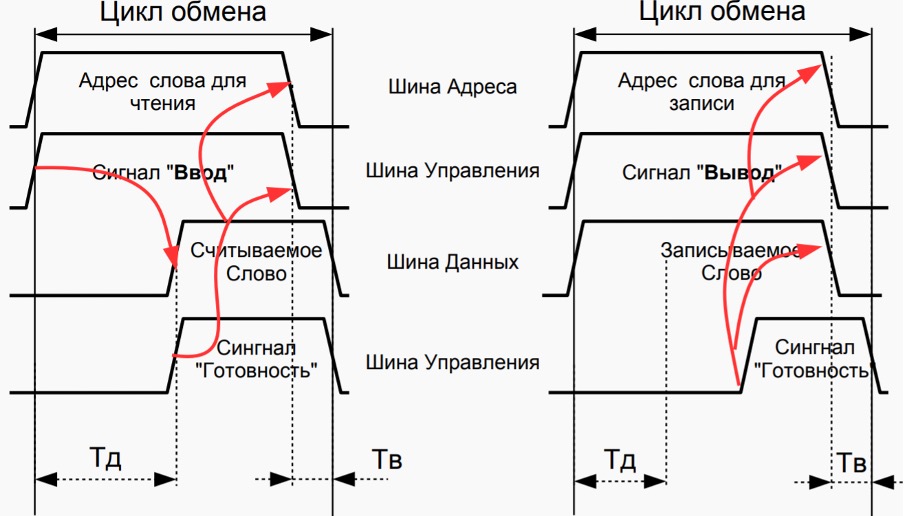 Цикл обмена
Цикл обмена
Адрес слова для
чтения
Шина Адреса
Адрес слова для
записи
Сигнал "Ввод"
Шина Управления
Сигнал "Вывод"
Считываемое
Слово
Шина Данных
Записываемое
Слово
Сингнал
"Готовность"
Шина Управления
Сингнал
"Готовность"
Тд
Тв
Тд
Тв